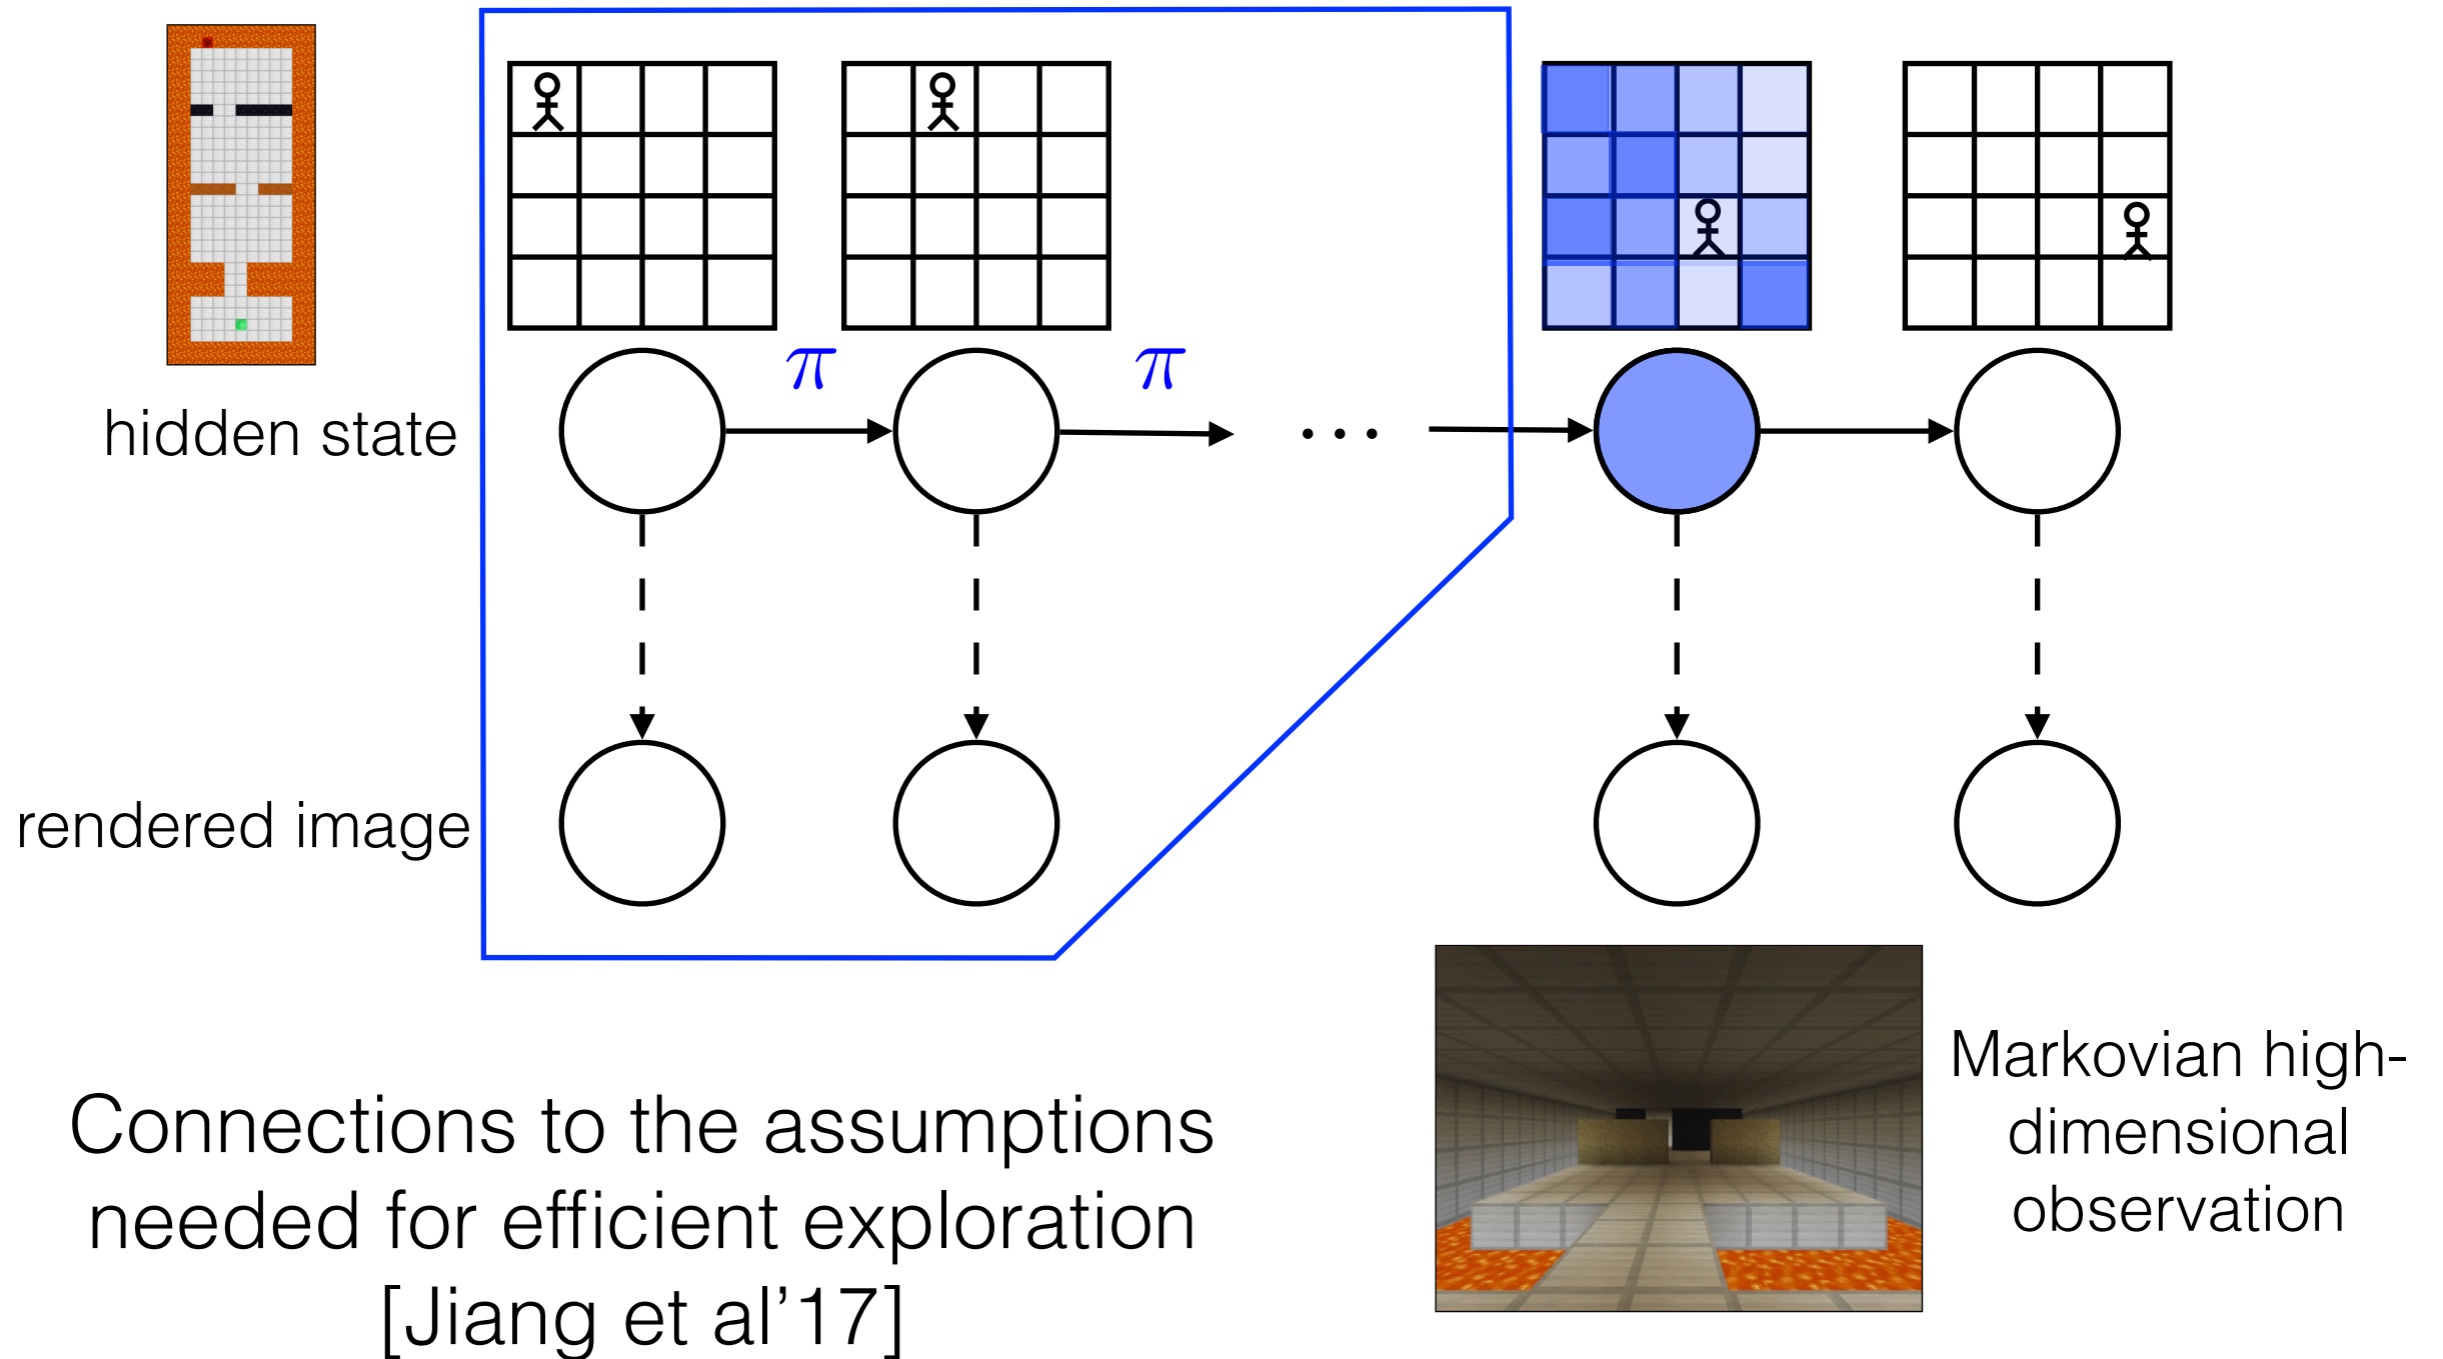 π
π
hidden state
. . .
rendered image
Connections to the assumptions
needed for efficient exploration
[Jiang et al’17]
Markovian high-
dimensional
observation